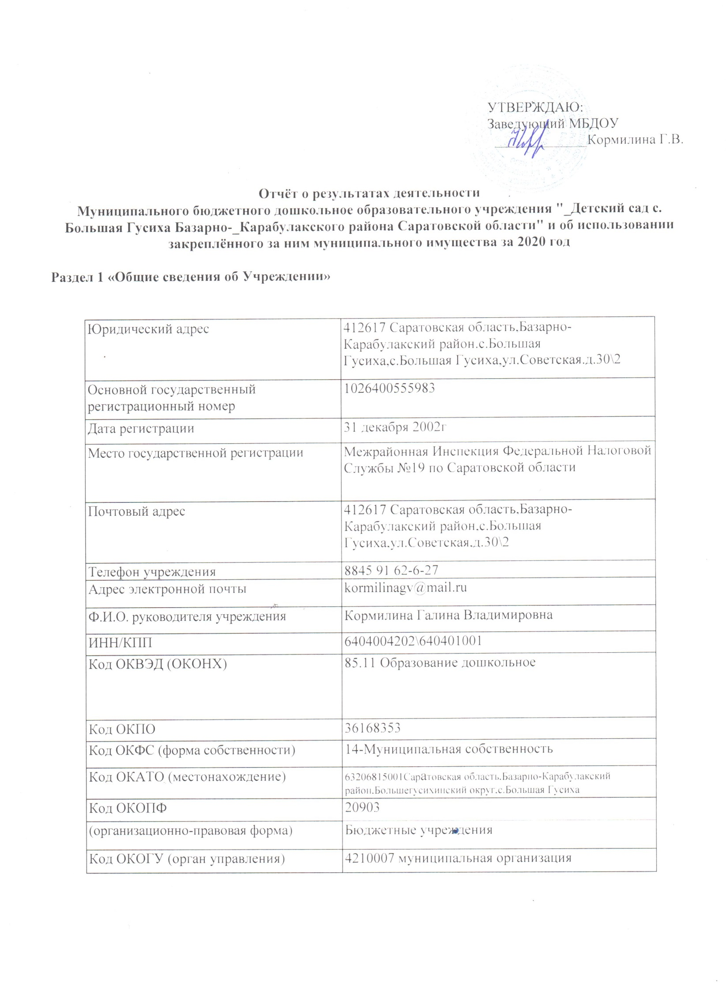 УТВЕРЖДАЮ:
Заведующий МБДОУ
_____________Кормилина Г.В.
Отчёт о результатах деятельности
Муниципального бюджетного дошкольное образовательного учреждения "_Детский сад с.
Большая Гусиха Базарно-_Карабулакского района Саратовской области" и об использовании
закреплённого за ним муниципального имущества за 2020 год
Раздел 1 «Общие сведения об Учреждении»
Юридический адрес
412617 Саратовская область,Базарно-
Карабулакский район.с.Большая
Гусиха,с.Большая Гусиха,ул.Советская.д.30\2
Основной государственный
регистрационный номер
1026400555983
Дата регистрации
31 декабря 2002г
Место государственной регистрации
Межрайонная Инспекция Федеральной Налоговой
Службы №19 по Саратовской области
Почтовый адрес
412617 Саратовская область,Базарно-
Карабулакский район.с.Большая
Гусиха,ул.Советская,д.30\2
Телефон учреждения
8845 91 62-6-27
Адрес электронной почты
kormilinagv@mail.ru
Ф.И.О. руководителя учреждения
Кормилина Галина Владимировна
ИНН/КПП
6404004202\640401001
Код ОКВЭД (ОКОНХ)
85.11 Образование дошкольное
Код ОКПО
36168353
Код ОКФС (форма собственности)
14-Муниципальная собственность
Код ОКАТО (местонахождение)
63206815001Саратовская область,Базарно-Карабулакский
район.Большегусихинский округ.с.Большая Гусиха
Код ОКОПФ
20903
(организационно-правовая форма)
Бюджетные учреждения
Код ОКОГУ (орган управления)
4210007 муниципальная организация